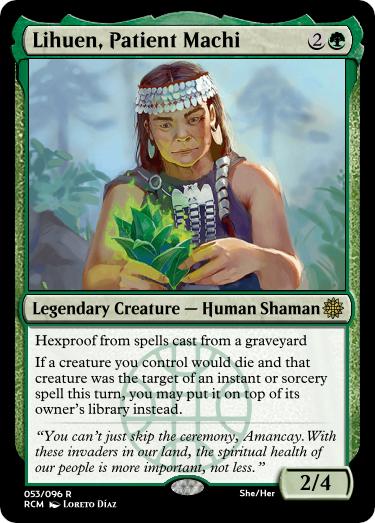 Lihuen, Patient Machi 2
Legendary Creature — Human Shaman
Hexproof from spells cast from a graveyard
If a creature you control would die and that
creature was the target of an instant or sorcery
spell this turn, you may put it on top of its
owner's library instead.
"You can't just skip the ceremony, Amancay. With
these invaders in our land, the spiritual health of
our people is more important, not less."
2/4
053/096 R She/Her
RCM Loreto Díaz